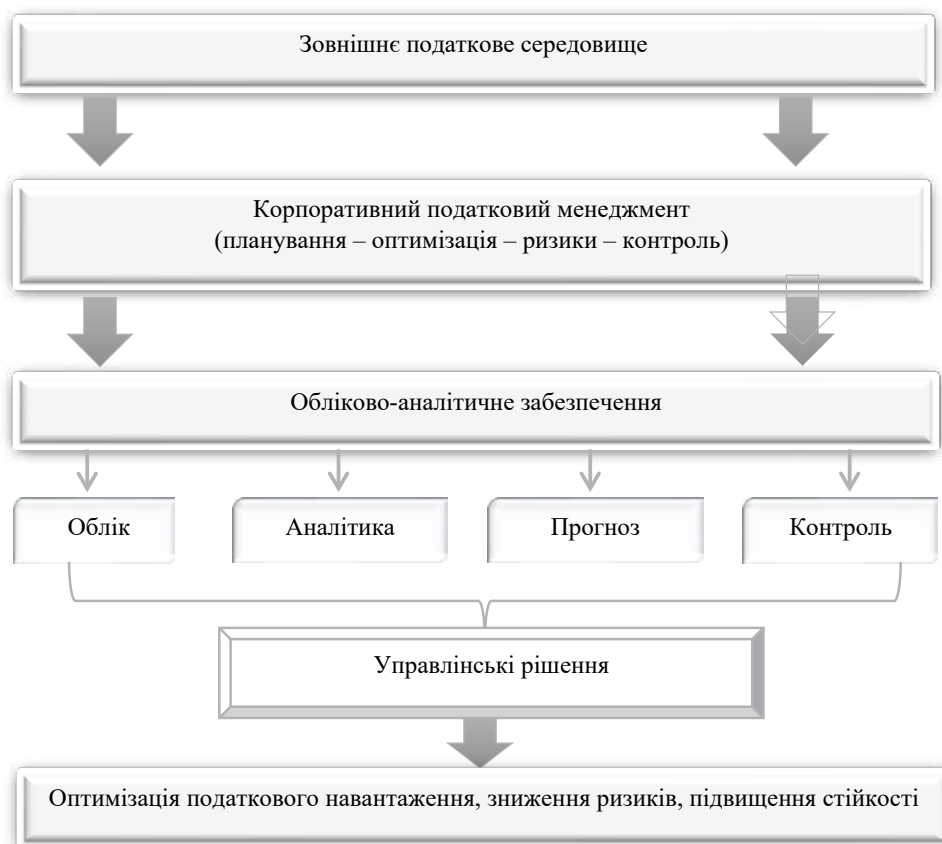 Зовнішнє податкове середовище
Корпоративний податковий менеджмент
(планування – оптимізація – ризики – контроль)
Обліково-аналітичне забезпечення
Облік
Аналітика
Прогноз
Контроль
Управлінські рішення
Оптимізація податкового навантаження, зниження ризиків, підвищення стійкості